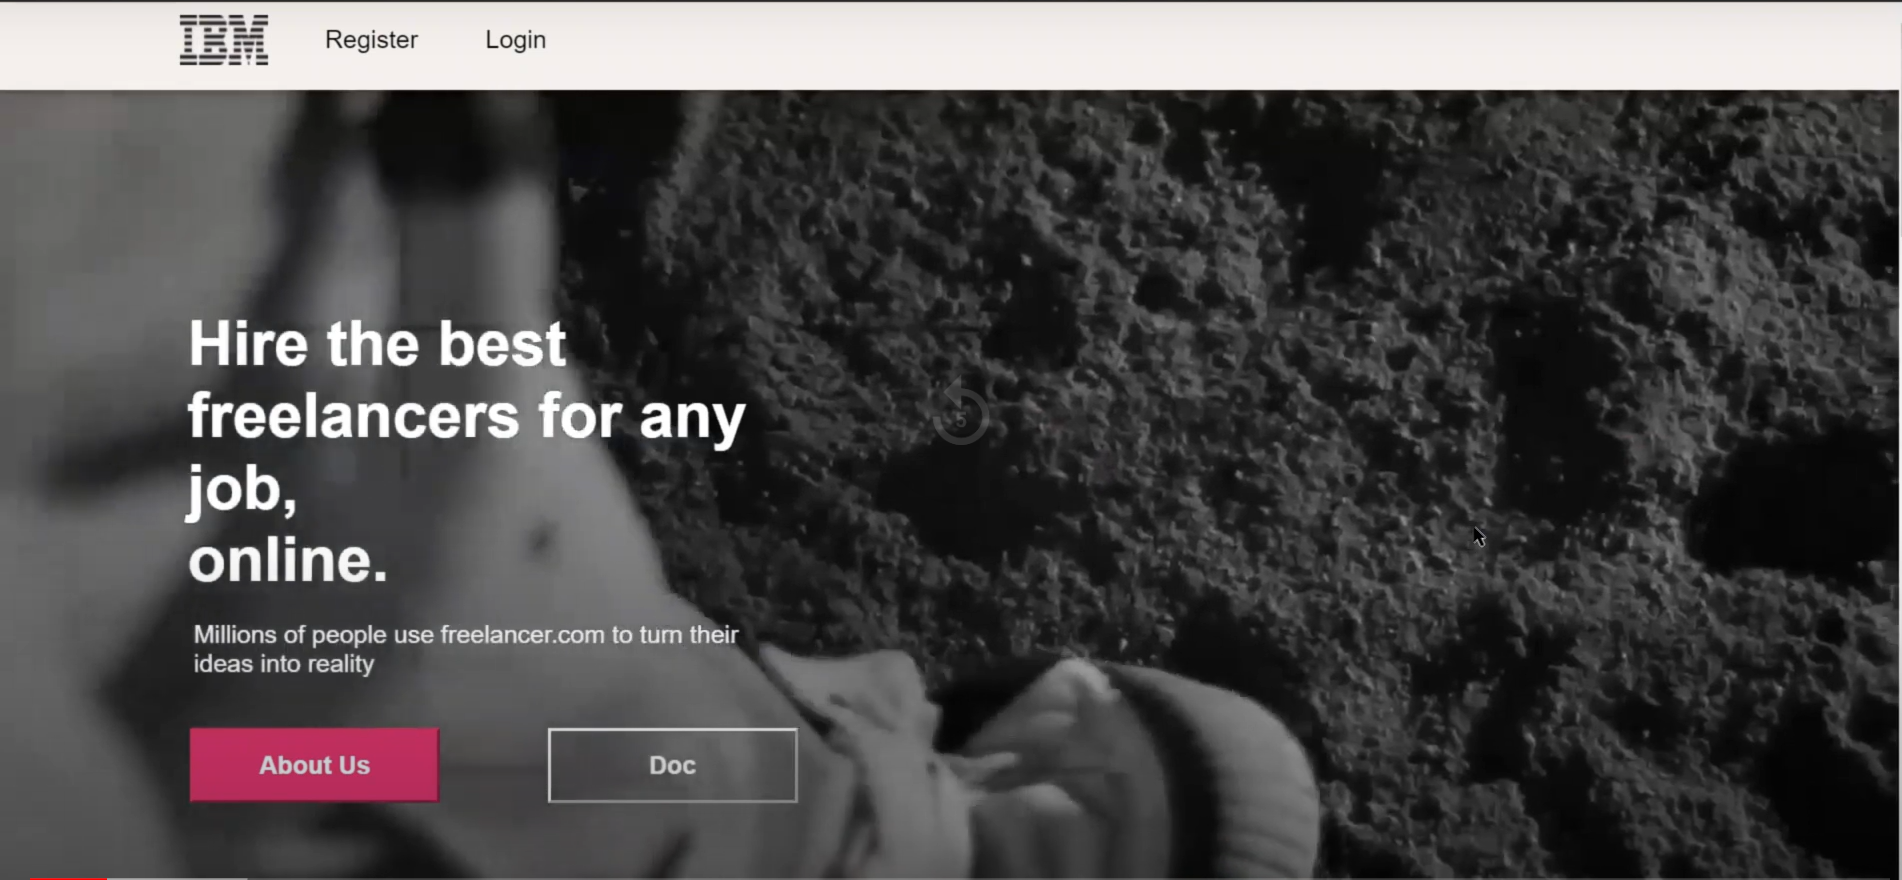 IBM Register Login
Hire the best
freelancers for any
job,
online.
5
Millions of people use freelancer.com to turn their
ideas into reality
About Us Doc